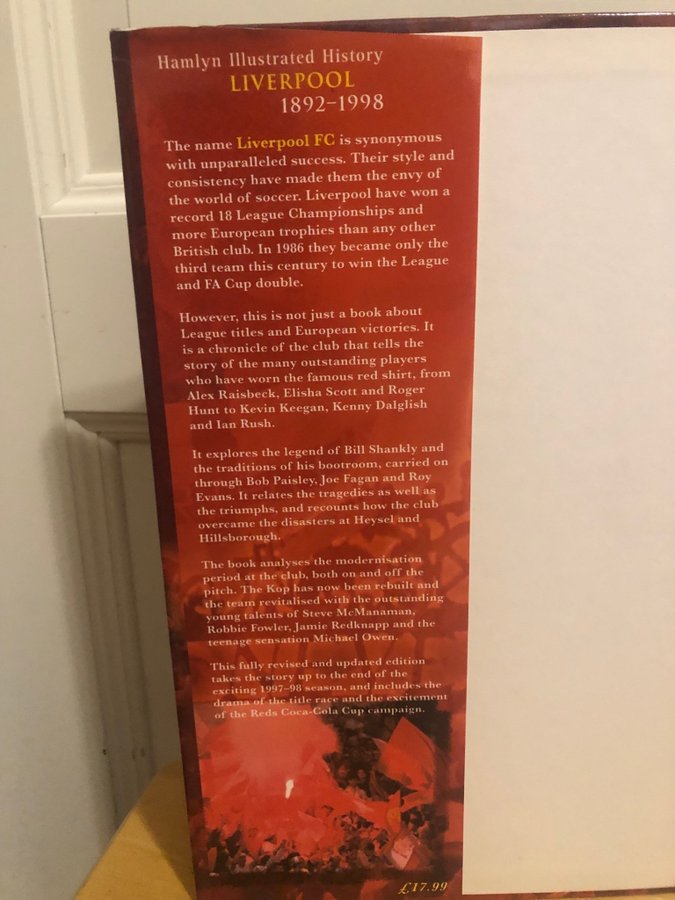 Hamlyn Illustrated History
LIVERPOOL
1892–1998
The name Liverpool FC is synonymous
with unparalleled success. Their style and
consistency have made them the envy of
the world of soccer. Liverpool have won a
record 18 League Championships and
more European trophies than any other
British club. In 1986 they became only the
third team this century to win the League
and FA Cup double.
However, this is not just a book about
League titles and European victories. It
is a chronicle of the club that tells the
story of the many outstanding players
who have worn the famous red shirt, from
Alex Raisbeck, Elisha Scott and Roger
Hunt to Kevin Keegan, Kenny Dalglish
and Ian Rush.
It explores the legend of Bill Shankly and
the traditions of his bootroom, carried on
through Bob Paisley, Joe Fagan and Roy
Evans. It relates the tragedies as well as
the triumphs, and recounts how the club
overcame the disasters at Heysel and
Hillsborough.
The book analyses the modernisation
period at the club, both on and off the
pitch. The Kop has now been rebuilt and
the team revitalised with the outstanding
young talents of Steve McManaman,
Robbie Fowler, Jamie Redknapp and the
teenage sensation Michael Owen.
This fully revised and updated edition
takes the story up to the end of the
exciting 1997–98 season, and includes the
drama of the title race and the excitement
of the Reds Coca-Cola Cup campaign.
£17.99